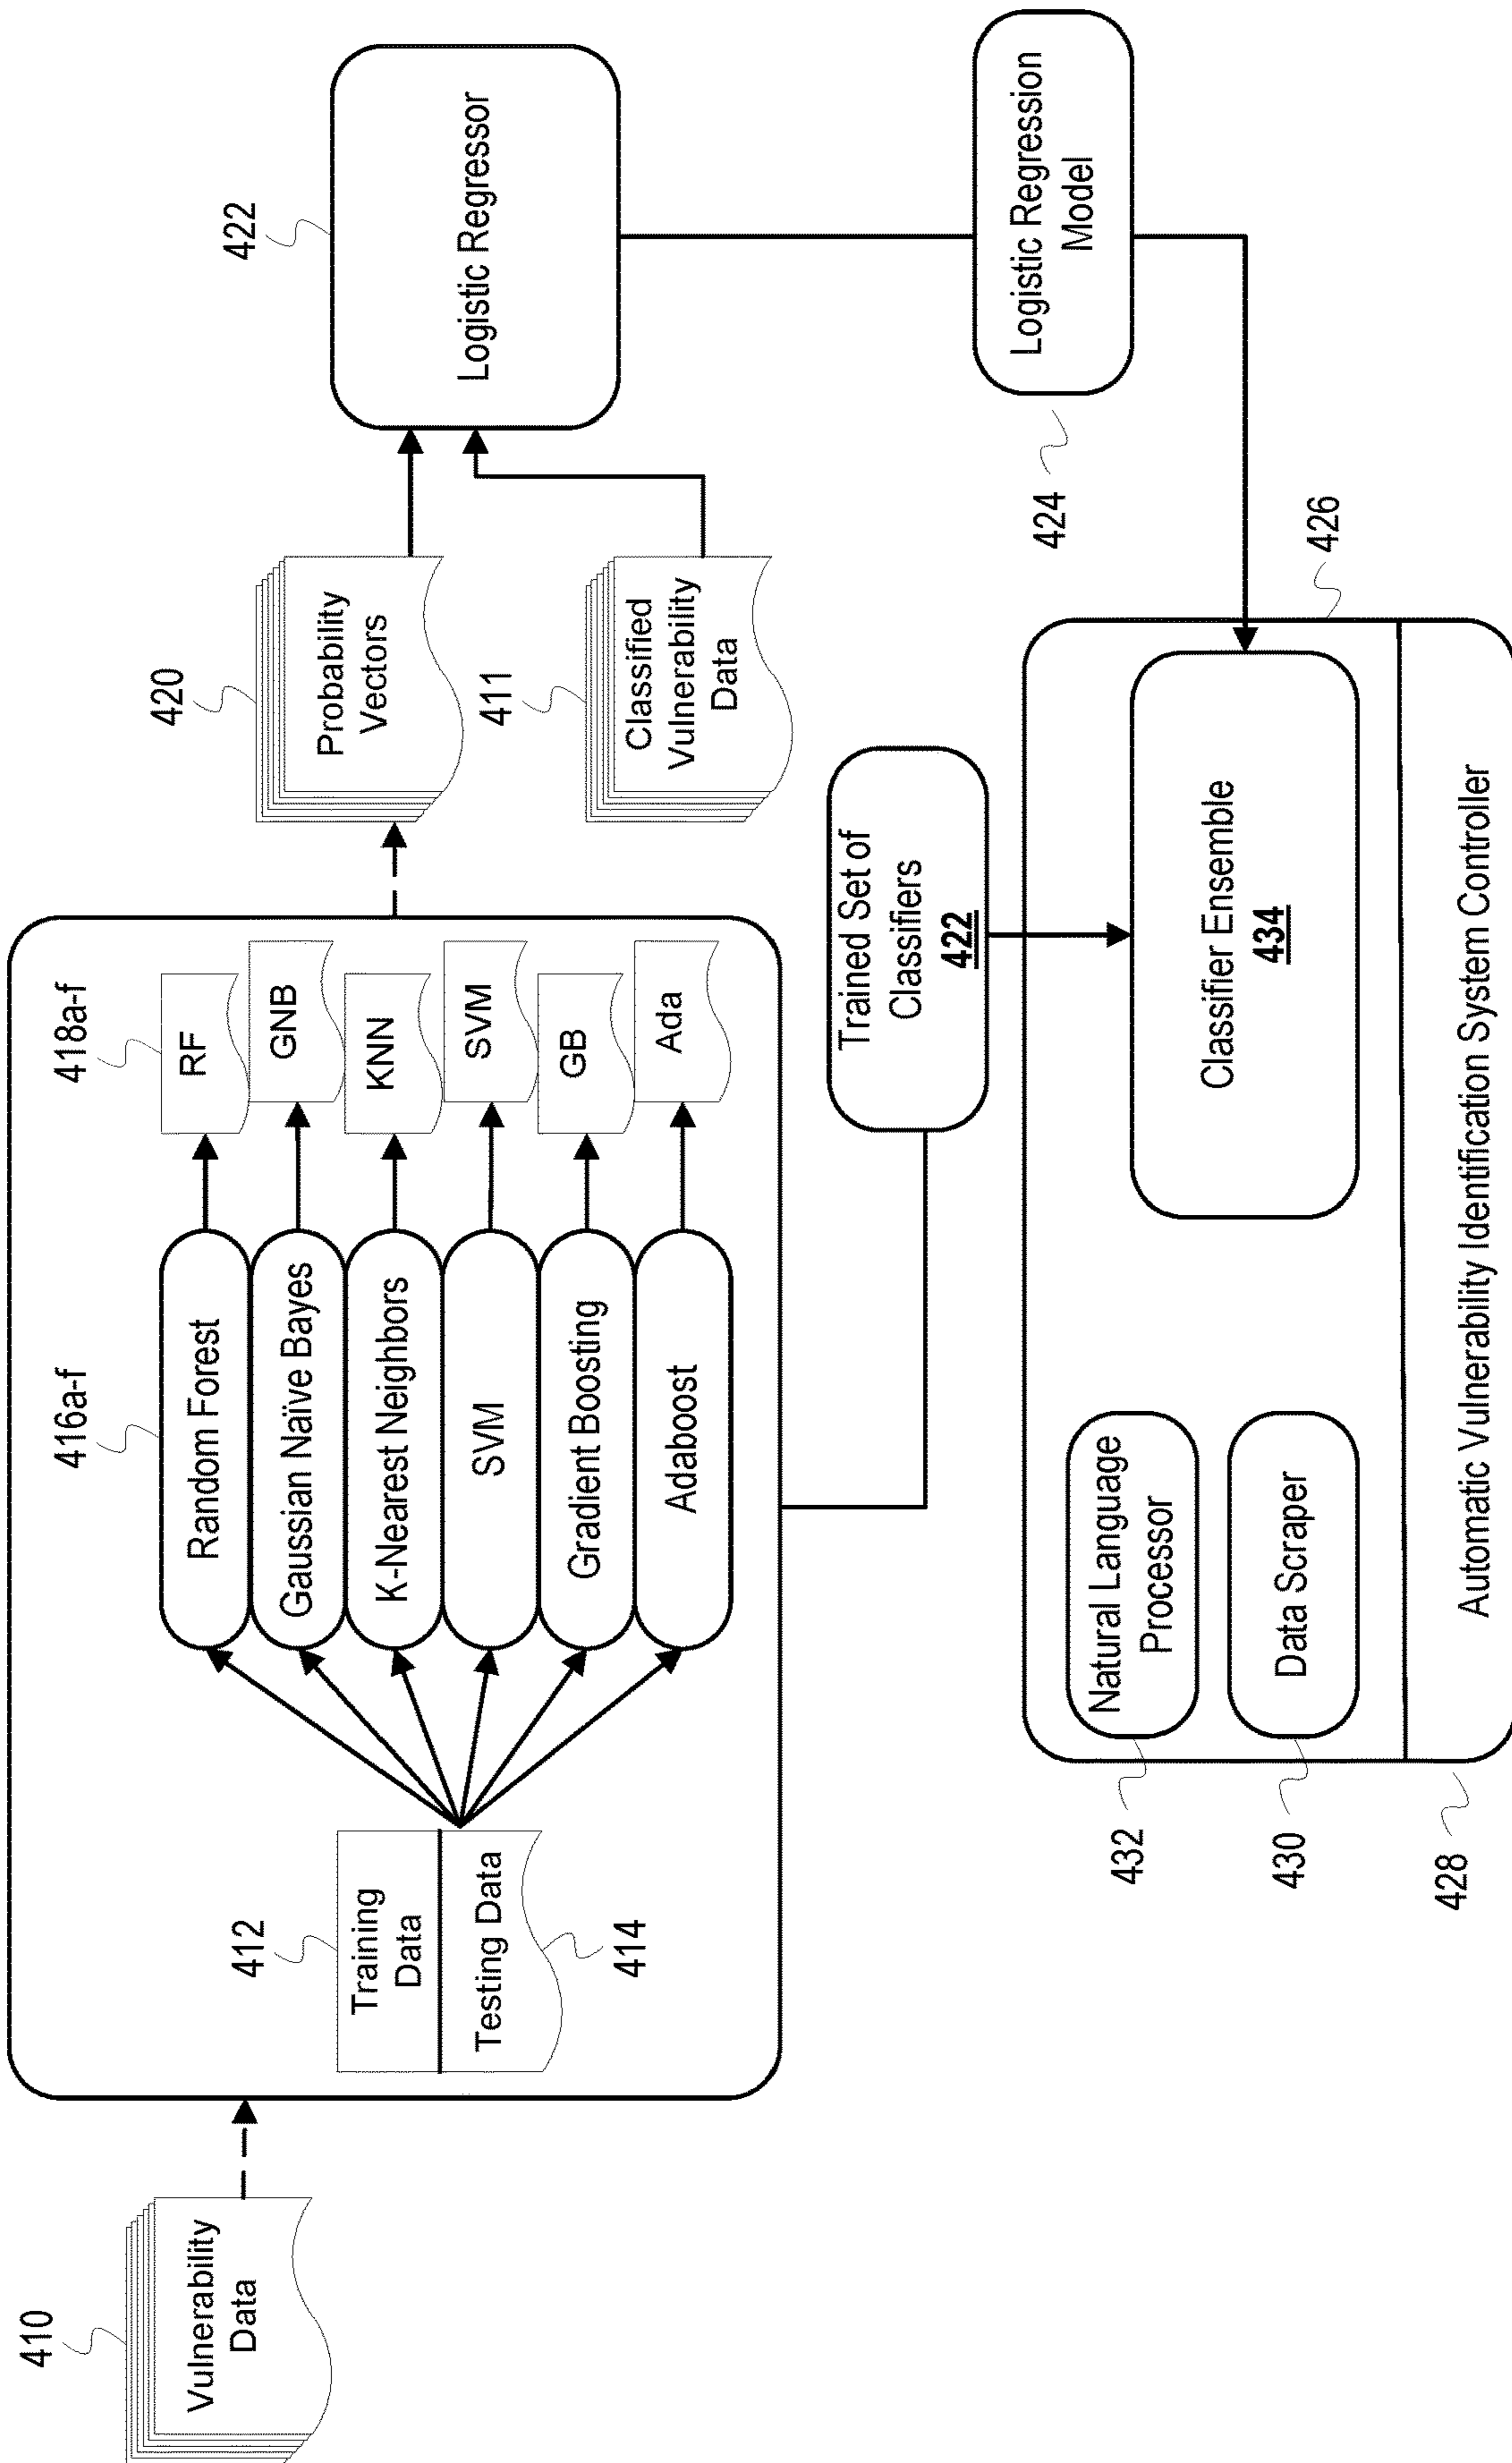 410
Vulnerability
Data
412
Training
Data
Testing Data
414
416a-f
Random Forest
Gaussian Naïve Bayes
K-Nearest Neighbors
SVM
Gradient Boosting
Adaboost
418a-f
RF
GNB
KNN
SVM
GB
Ada
420
Probability
Vectors
411
Classified
Vulnerability
Data
422
Logistic Regressor
Trained Set of
Classifiers
422
424
Logistic Regression
Model
426
432
Natural Language
Processor
430
Data Scraper
Classifier Ensemble
434
428
Automatic Vulnerability Identification System Controller